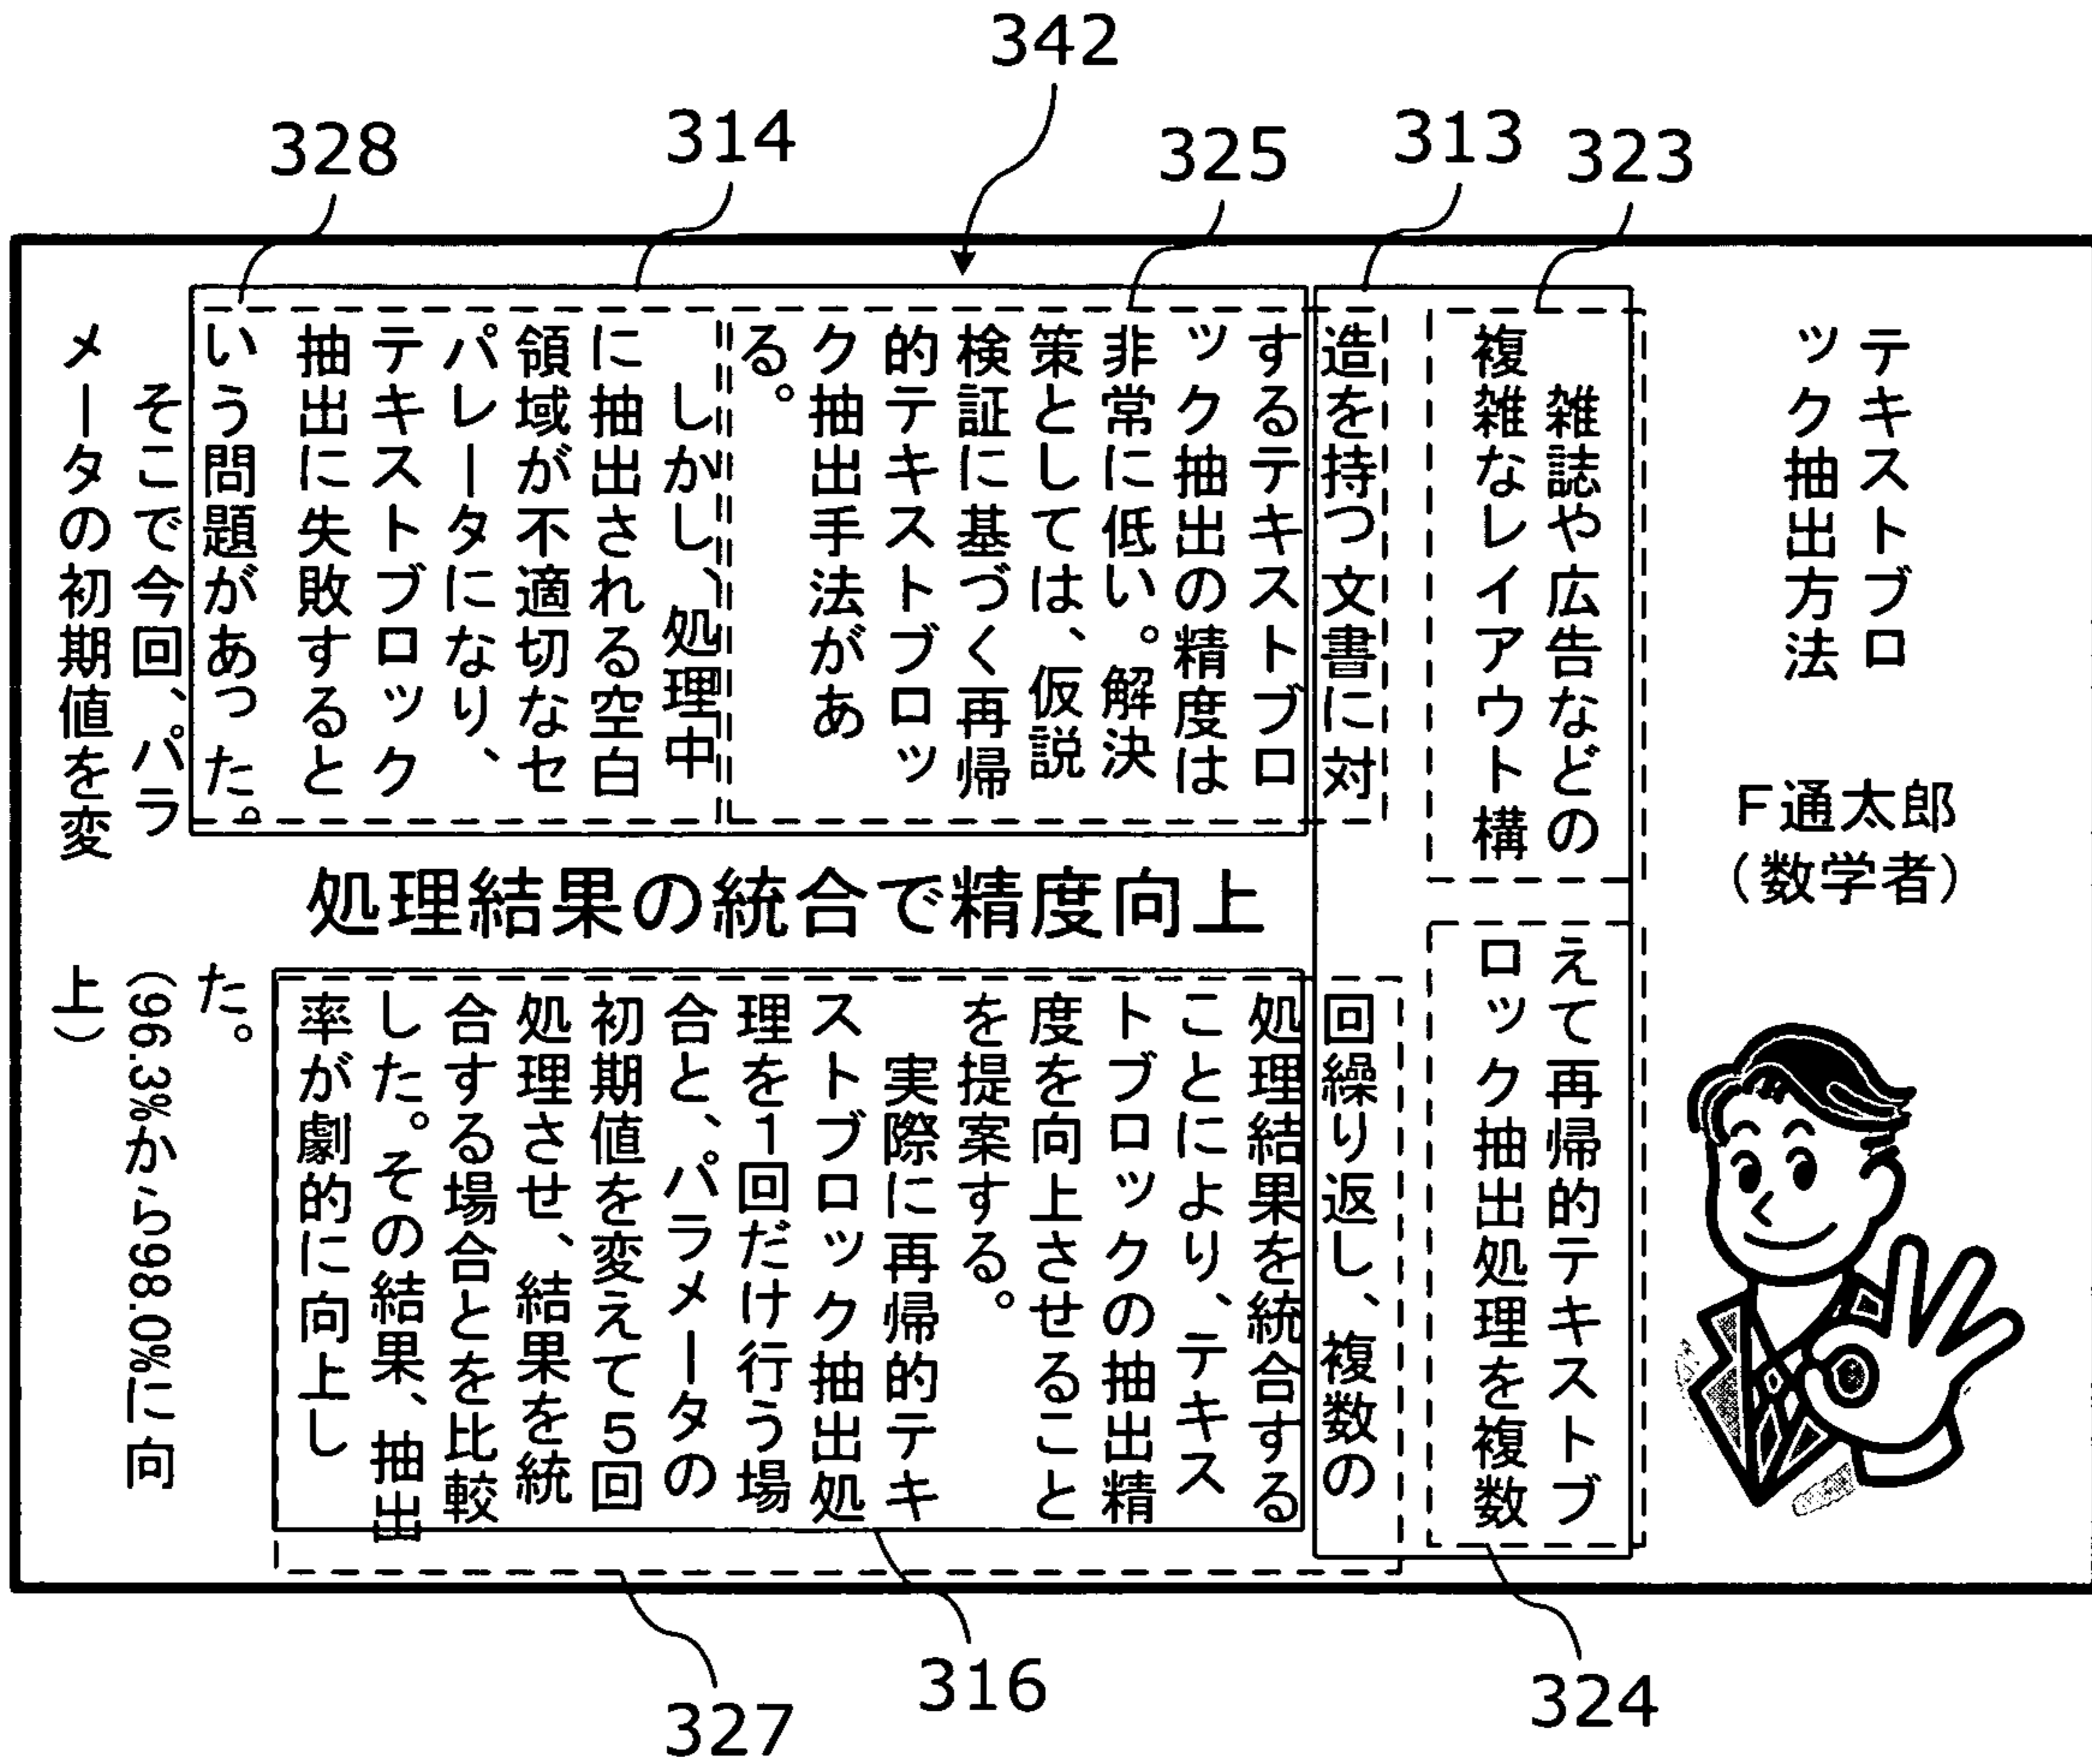 342
328
314
325
313
323
テキストブロ
ック抽出方法
F通太郎
(数学者)
雑誌や広告などの
複雑なレイアウト構
造を持つ文書に対
するテキストブロ
ック抽出の精度は
非常に低い。解決
策としては、仮説
検証に基づく再帰
的テキストブロッ
ク抽出手法があ
る。
しかし、処理中
に抽出される空白
領域が不適切なセ
パレータになり、
テキストブロック
抽出に失敗すると
いう問題があった。
そこで今回、パラ
メータの初期値を変
処理結果の統合で精度向上
えて再帰的テキストブ
ロック抽出処理を複数
回繰り返し、複数の
処理結果を統合する
ことにより、テキス
トブロックの抽出精
度を向上させること
を提案する。
実際に再帰的テキ
ストブロック抽出処
理を1回だけ行う場
合と、パラメータの
初期値を変えて5回
処理させ、結果を統
合する場合とを比較
した。その結果、抽出
率が劇的に向上し
た。
(96.3%から98.0%に向
上)
327
316
324